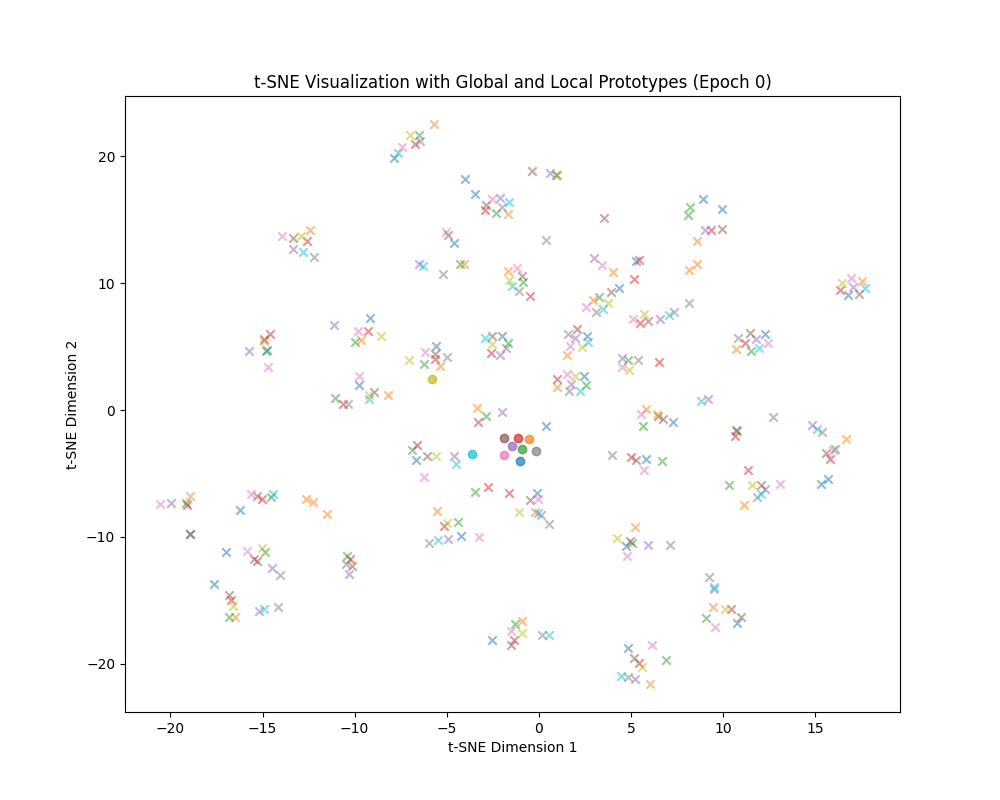 t-SNE Visualization with Global and Local Prototypes (Epoch 0)
20
10
0
−10
−20
t-SNE Dimension 2
−20 −15 −10 −5 0 5 10 15
t-SNE Dimension 1